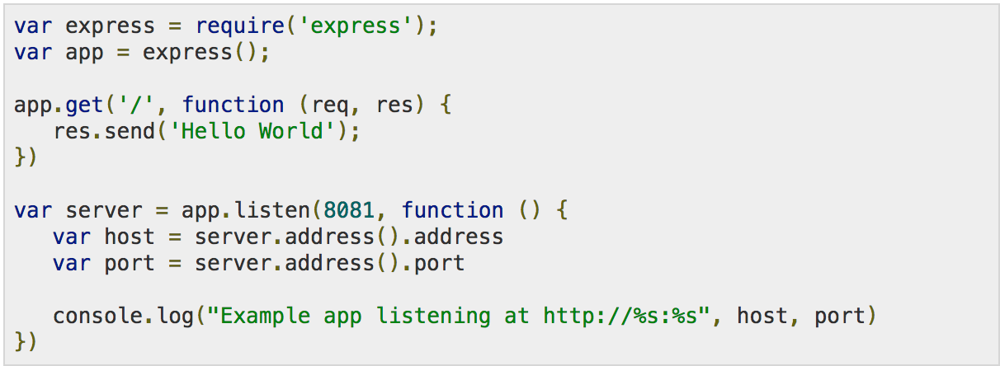 var express = require('express');
var app = express();

app.get('/', function (req, res) {
   res.send('Hello World');
})

var server = app.listen(8081, function () {
   var host = server.address().address
   var port = server.address().port

   console.log("Example app listening at http://%s:%s", host, port)
})